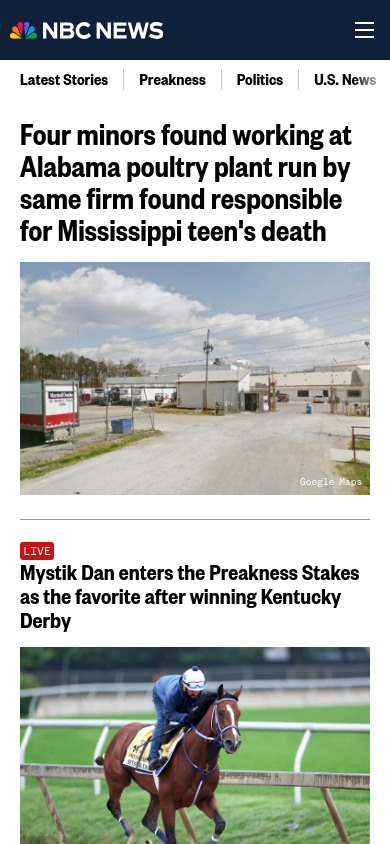 NBC NEWS
Latest Stories
Preakness
Politics
U.S. News
Four minors found working at
Alabama poultry plant run by
same firm found responsible
for Mississippi teen's death
Google Maps
LIVE
Mystik Dan enters the Preakness Stakes
as the favorite after winning Kentucky
Derby